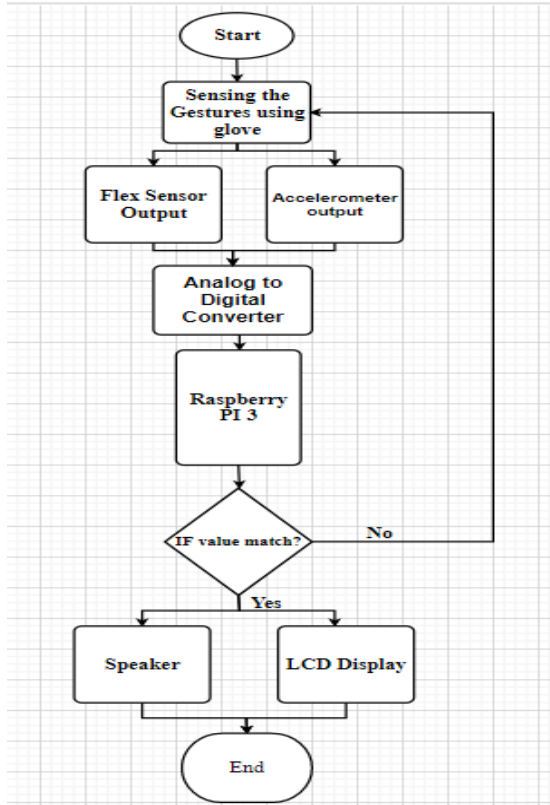 Start
Sensing the
Gestures using
glove
Flex Sensor
Output
Accelerometer
output
Analog to
Digital
Converter
Raspberry
PI 3
IF value match?
No
Yes
Speaker
LCD Display
End